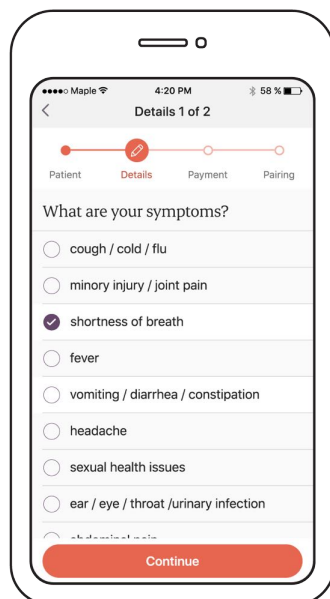 Maple 4:20 PM 58 %
Details 1 of 2
Patient Details Payment Pairing
What are your symptoms?
cough / cold / flu
minory injury / joint pain
shortness of breath
fever
vomiting / diarrhea / constipation
headache
sexual health issues
ear / eye / throat /urinary infection
abdominal pain
Continue